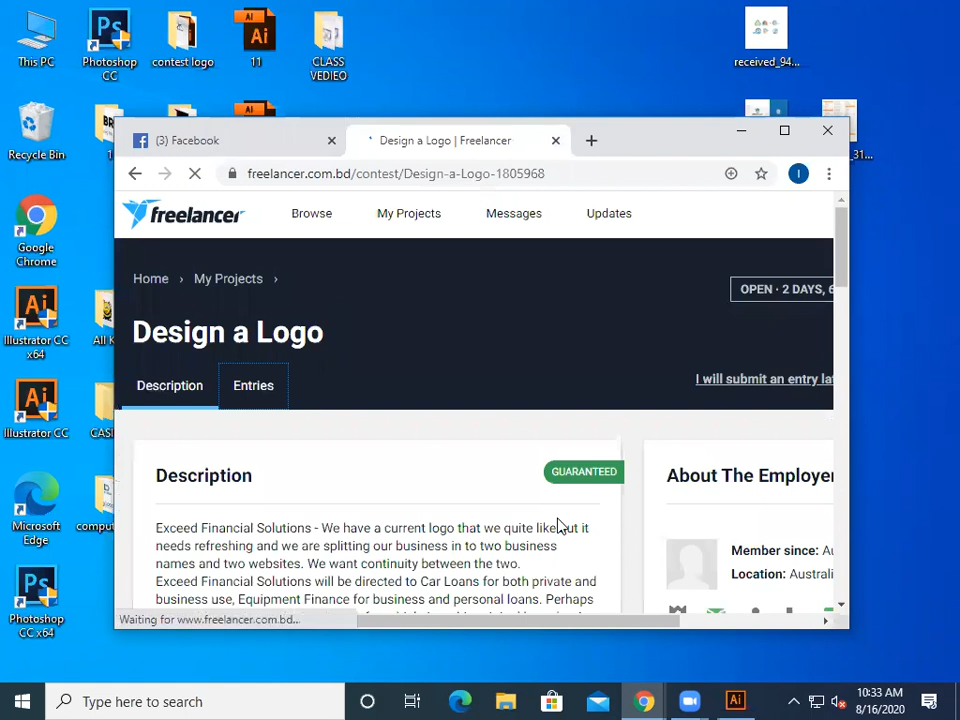 This PC
Photoshop CC
contest logo
11
CLASS VEDIEO
received_94...
Recycle Bin
(3) Facebook
Design a Logo | Freelancer
freelancer.com.bd/contest/Design-a-Logo-1805968
I
freelancer
Browse
My Projects
Messages
Updates
Home › My Projects ›
OPEN · 2 DAYS, 6
Design a Logo
Description
Entries
I will submit an entry lat
Description
GUARANTEED
About The Employer
Exceed Financial Solutions - We have a current logo that we quite like but it
needs refreshing and we are splitting our business in to two business
names and two websites. We want continuity between the two.
Exceed Financial Solutions will be directed to Car Loans for both private and
business use, Equipment Finance for business and personal loans. Perhaps
Member since: Au
Location: Australi
Waiting for www.freelancer.com.bd...
Google Chrome
Illustrator CC x64
All K
Illustrator CC
CASI
Microsoft Edge
comput
Photoshop CC x64
_31...
Type here to search
10:33 AM
8/16/2020